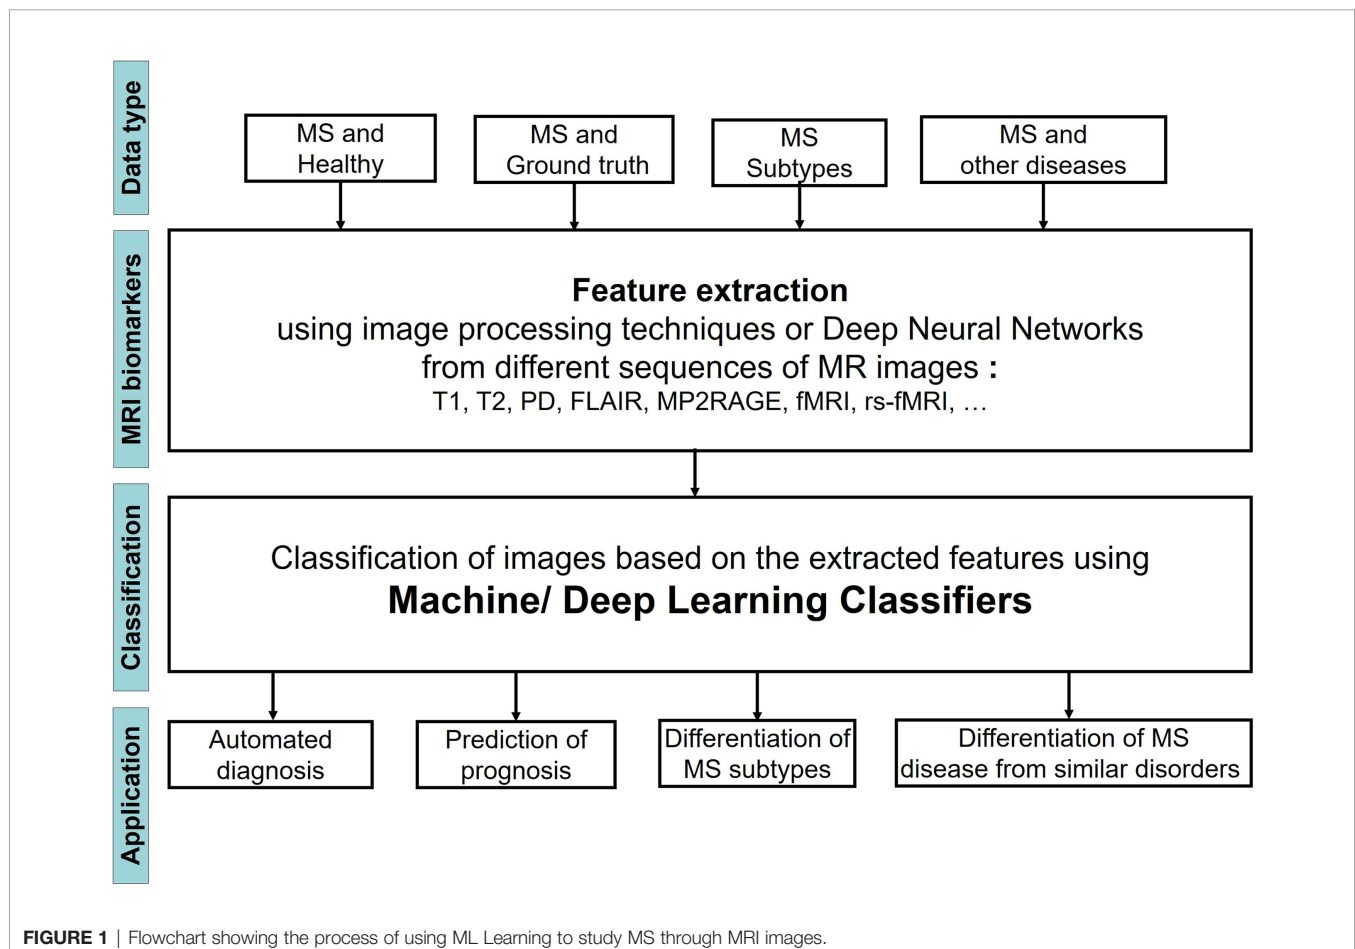 Data type
MS and
Healthy
MS and
Ground truth
MS
Subtypes
MS and
other diseases
MRI biomarkers
Feature extraction
using image processing techniques or Deep Neural Networks
from different sequences of MR images :
T1, T2, PD, FLAIR, MP2RAGE, fMRI, rs-fMRI, …
Classification
Classification of images based on the extracted features using
Machine/ Deep Learning Classifiers
Application
Automated
diagnosis
Prediction of
prognosis
Differentiation of
MS subtypes
Differentiation of MS
disease from similar disorders
FIGURE 1 | Flowchart showing the process of using ML Learning to study MS through MRI images.